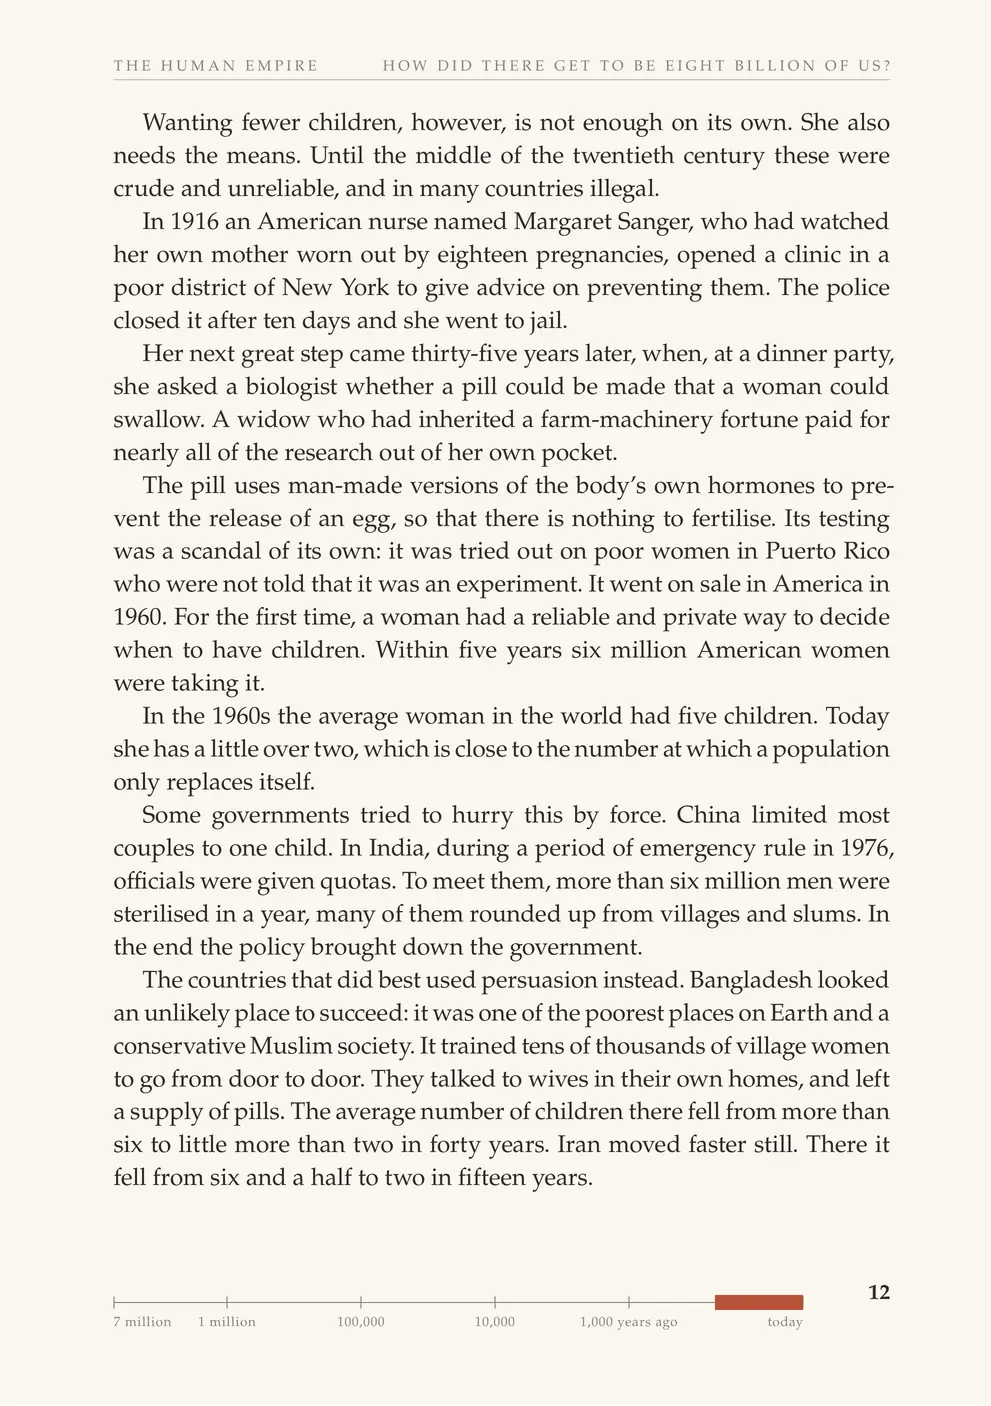 THE HUMAN EMPIRE HOW DID THERE GET TO BE EIGHT BILLION OF US?
Wanting fewer children, however, is not enough on its own. She also
needs the means. Until the middle of the twentieth century these were
crude and unreliable, and in many countries illegal.
In 1916 an American nurse named Margaret Sanger, who had watched
her own mother worn out by eighteen pregnancies, opened a clinic in a
poor district of New York to give advice on preventing them. The police
closed it after ten days and she went to jail.
Her next great step came thirty-five years later, when, at a dinner party,
she asked a biologist whether a pill could be made that a woman could
swallow. A widow who had inherited a farm-machinery fortune paid for
nearly all of the research out of her own pocket.
The pill uses man-made versions of the body’s own hormones to pre-
vent the release of an egg, so that there is nothing to fertilise. Its testing
was a scandal of its own: it was tried out on poor women in Puerto Rico
who were not told that it was an experiment. It went on sale in America in
1960. For the first time, a woman had a reliable and private way to decide
when to have children. Within five years six million American women
were taking it.
In the 1960s the average woman in the world had five children. Today
she has a little over two, which is close to the number at which a population
only replaces itself.
Some governments tried to hurry this by force. China limited most
couples to one child. In India, during a period of emergency rule in 1976,
officials were given quotas. To meet them, more than six million men were
sterilised in a year, many of them rounded up from villages and slums. In
the end the policy brought down the government.
The countries that did best used persuasion instead. Bangladesh looked
an unlikely place to succeed: it was one of the poorest places on Earth and a
conservative Muslim society. It trained tens of thousands of village women
to go from door to door. They talked to wives in their own homes, and left
a supply of pills. The average number of children there fell from more than
six to little more than two in forty years. Iran moved faster still. There it
fell from six and a half to two in fifteen years.
12
7 million 1 million 100,000 10,000 1,000 years ago today